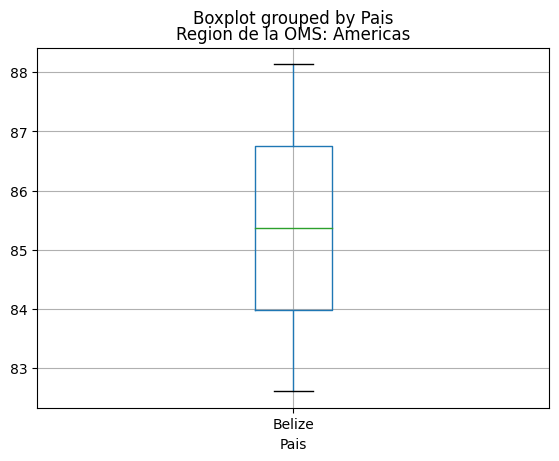 Boxplot grouped by Pais
Region de la OMS: Americas
88
87
86
85
84
83
Belize
Pais